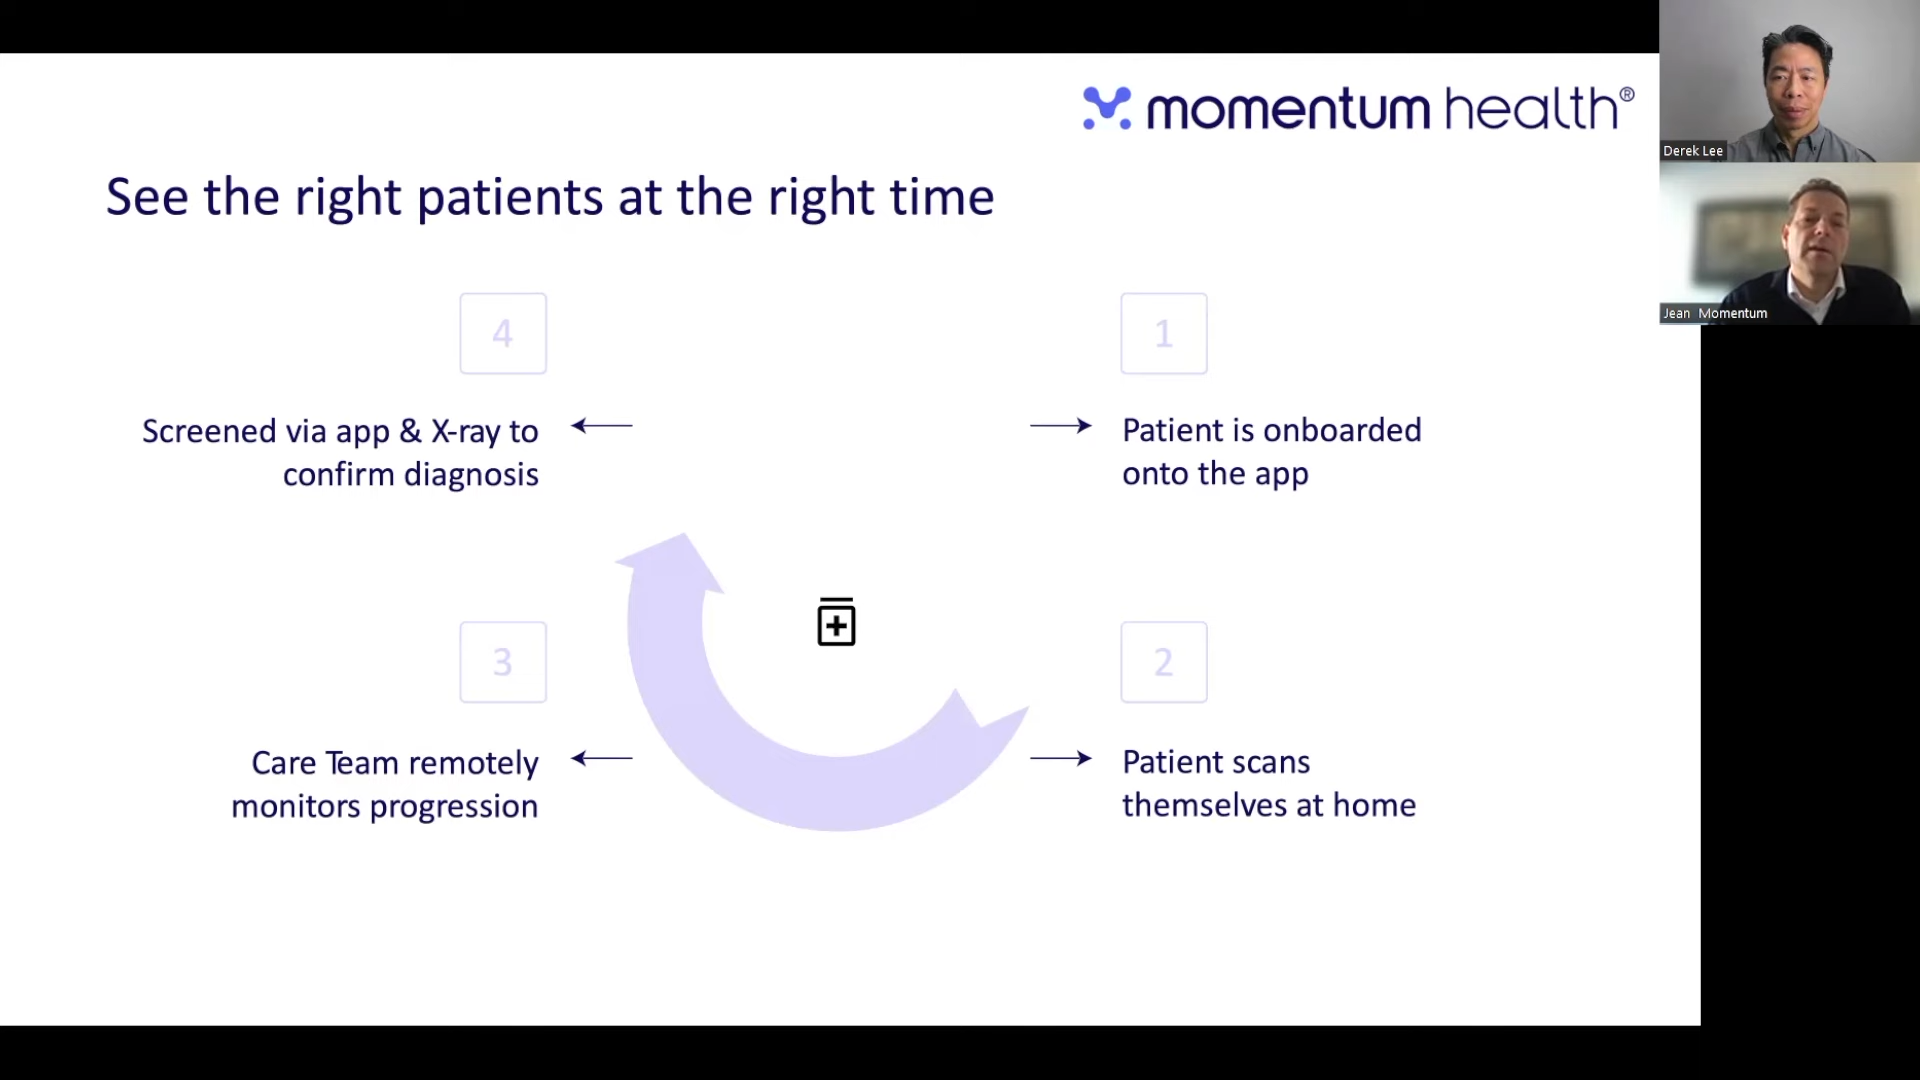 momentum health®
See the right patients at the right time
4
Screened via app & X-ray to
confirm diagnosis
1
Patient is onboarded
onto the app
3
Care Team remotely
monitors progression
2
Patient scans
themselves at home
Derek Lee
Jean Momentum